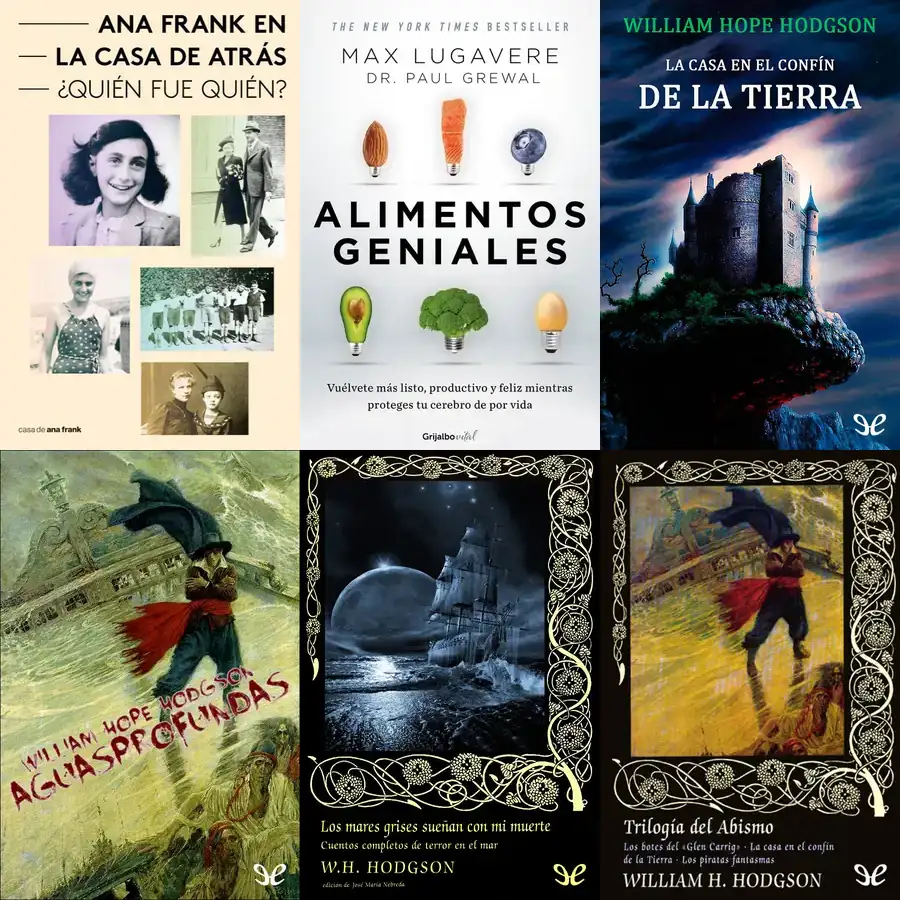 ANA FRANK EN
LA CASA DE ATRÁS
¿QUIÉN FUE QUIÉN?
casa de ana frank
THE NEW YORK TIMES BESTSELLER
MAX LUGAVERE
DR. PAUL GREWAL
ALIMENTOS
GENIALES
Vuélvete más listo, productivo y feliz mientras
proteges tu cerebro de por vida
Grijalbo vital
WILLIAM HOPE HODGSON
LA CASA EN EL CONFÍN
DE LA TIERRA
WILLIAM HOPE HODGSON
AGUASPROFUNDAS
Los mares grises sueñan con mi muerte
Cuentos completos de terror en el mar
W.H. HODGSON
edición de José María Nebreda
Trilogía del Abismo
Los botes del «Glen Carrig» · La casa en el confín
de la Tierra · Los piratas fantasmas
WILLIAM H. HODGSON